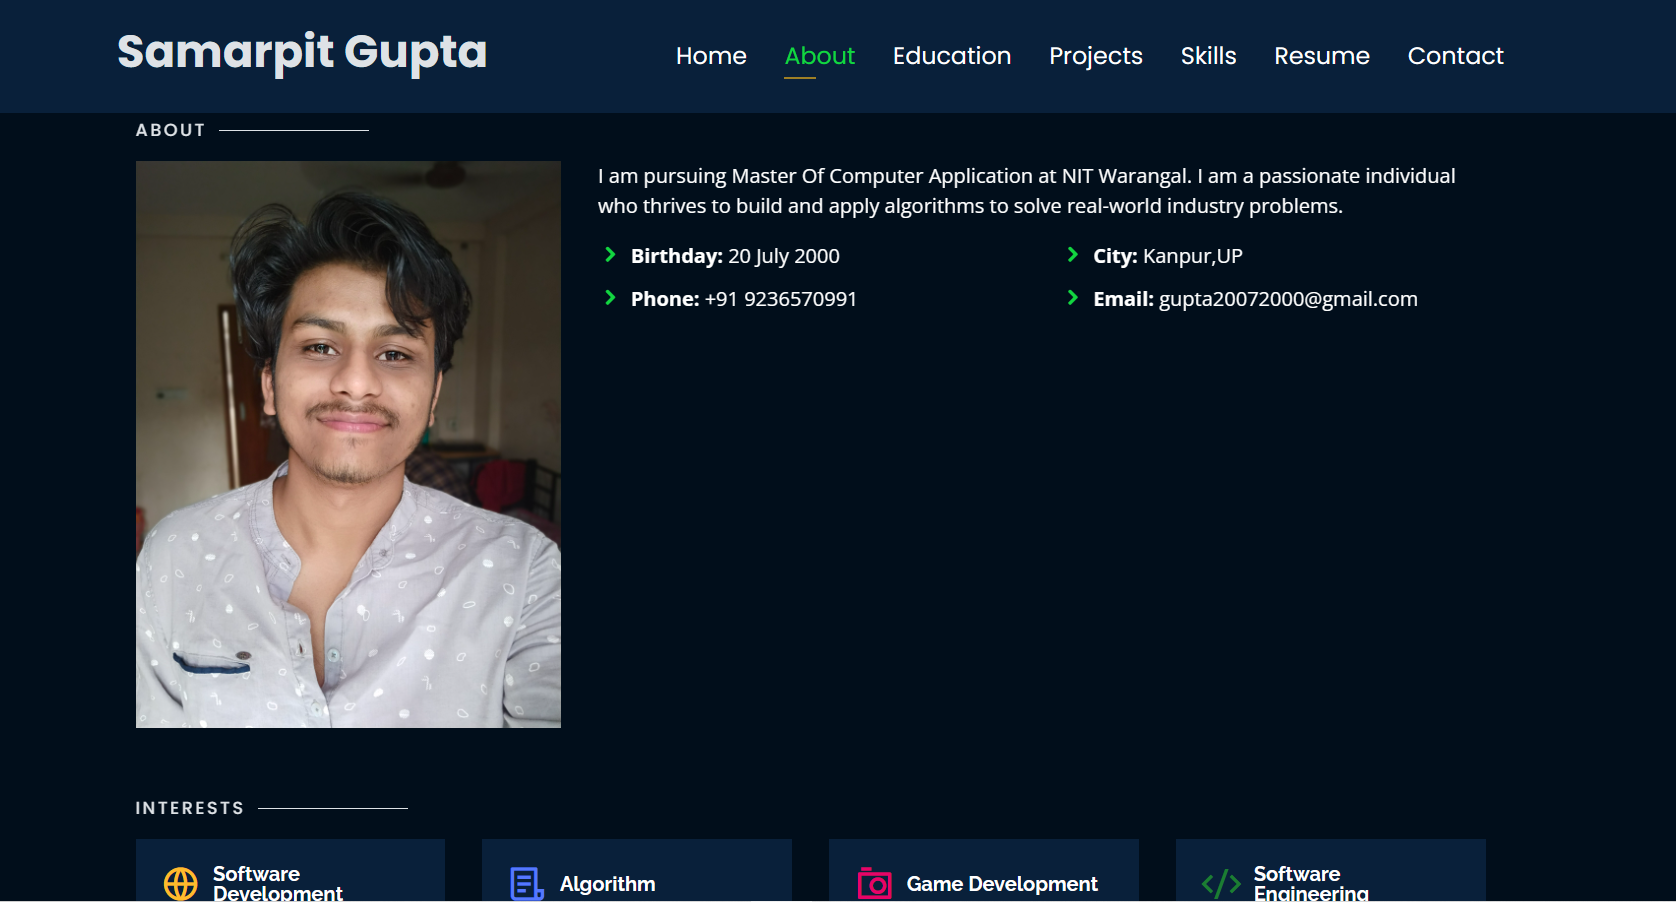 Samarpit Gupta
Home About Education Projects Skills Resume Contact
ABOUT
I am pursuing Master Of Computer Application at NIT Warangal. I am a passionate individual
who thrives to build and apply algorithms to solve real-world industry problems.
Birthday: 20 July 2000
City: Kanpur,UP
Phone: +91 9236570991
Email: gupta20072000@gmail.com
INTERESTS
Software
Development
Algorithm
Game Development
Software
Engineering